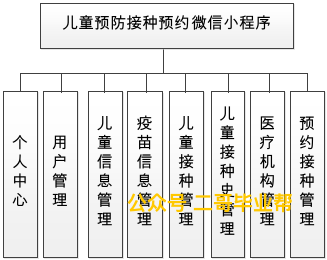 儿童预防接种预约微信小程序
个人中心
用户管理
儿童信息管理
疫苗信息管理
儿童接种管理
儿童接种史管理
医疗机构管理
预约接种管理
公众号 二哥毕业帮